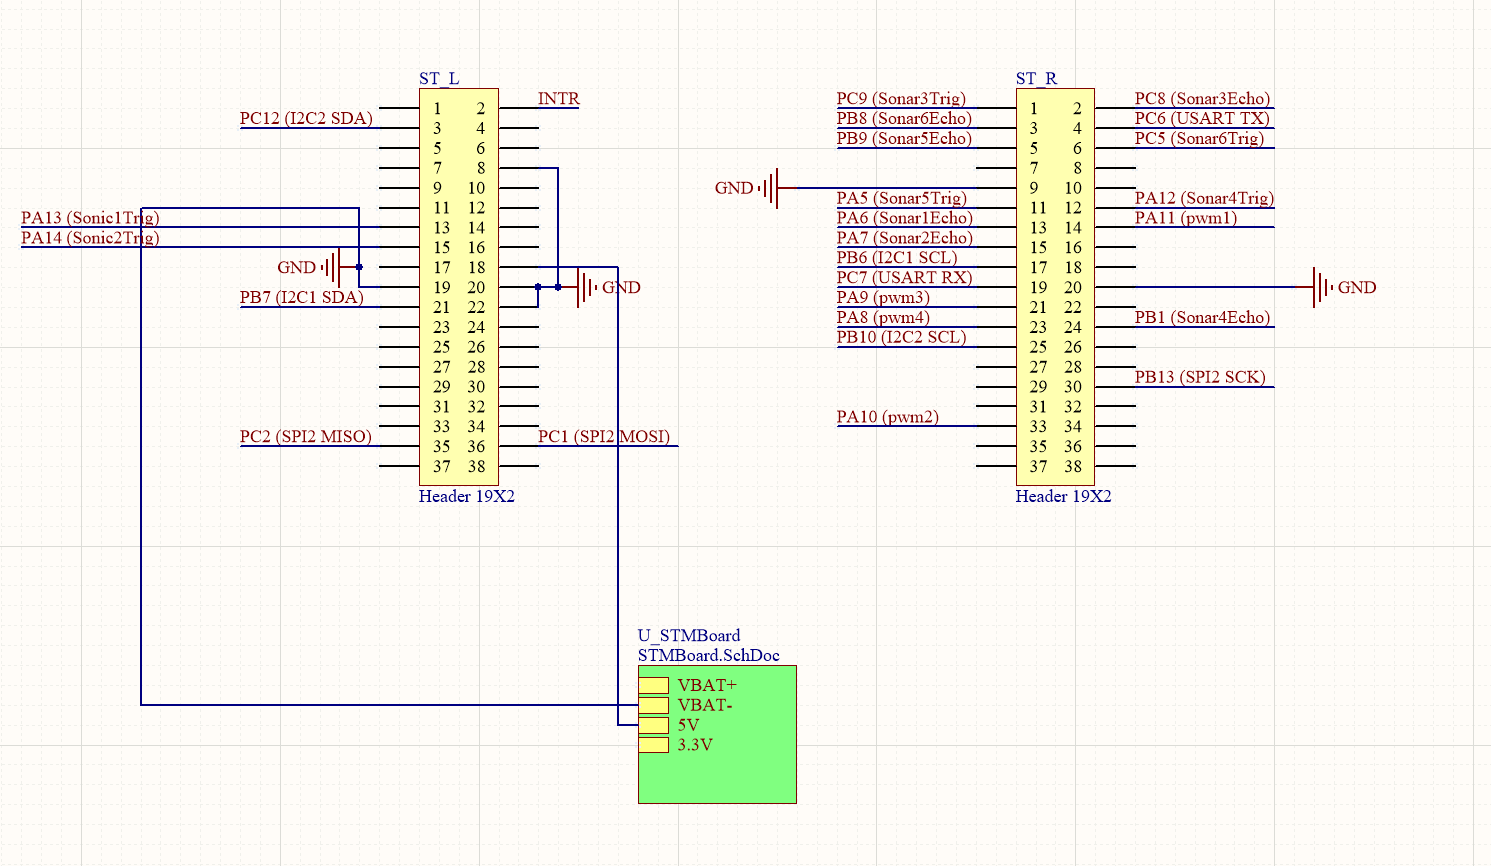 ST_L
1 2 INTR
PC12 (I2C2 SDA) 3 4
5 6
7 8
9 10
11 12
PA13 (Sonic1Trig) 13 14
PA14 (Sonic2Trig) 15 16
GND 17 18
19 20 GND
PB7 (I2C1 SDA) 21 22
23 24
25 26
27 28
29 30
31 32
33 34
PC2 (SPI2 MISO) 35 36 PC1 (SPI2 MOSI)
37 38
Header 19X2
ST_R
PC9 (Sonar3Trig) 1 2 PC8 (Sonar3Echo)
PB8 (Sonar6Echo) 3 4 PC6 (USART TX)
PB9 (Sonar5Echo) 5 6 PC5 (Sonar6Trig)
7 8
GND 9 10
PA5 (Sonar5Trig) 11 12 PA12 (Sonar4Trig)
PA6 (Sonar1Echo) 13 14 PA11 (pwm1)
PA7 (Sonar2Echo) 15 16
PB6 (I2C1 SCL) 17 18
PC7 (USART RX) 19 20 GND
PA9 (pwm3) 21 22
PA8 (pwm4) 23 24 PB1 (Sonar4Echo)
PB10 (I2C2 SCL) 25 26
27 28
29 30 PB13 (SPI2 SCK)
31 32
PA10 (pwm2) 33 34
35 36
37 38
Header 19X2
U_STMBoard
STMBoard.SchDoc
VBAT+
VBAT-
5V
3.3V